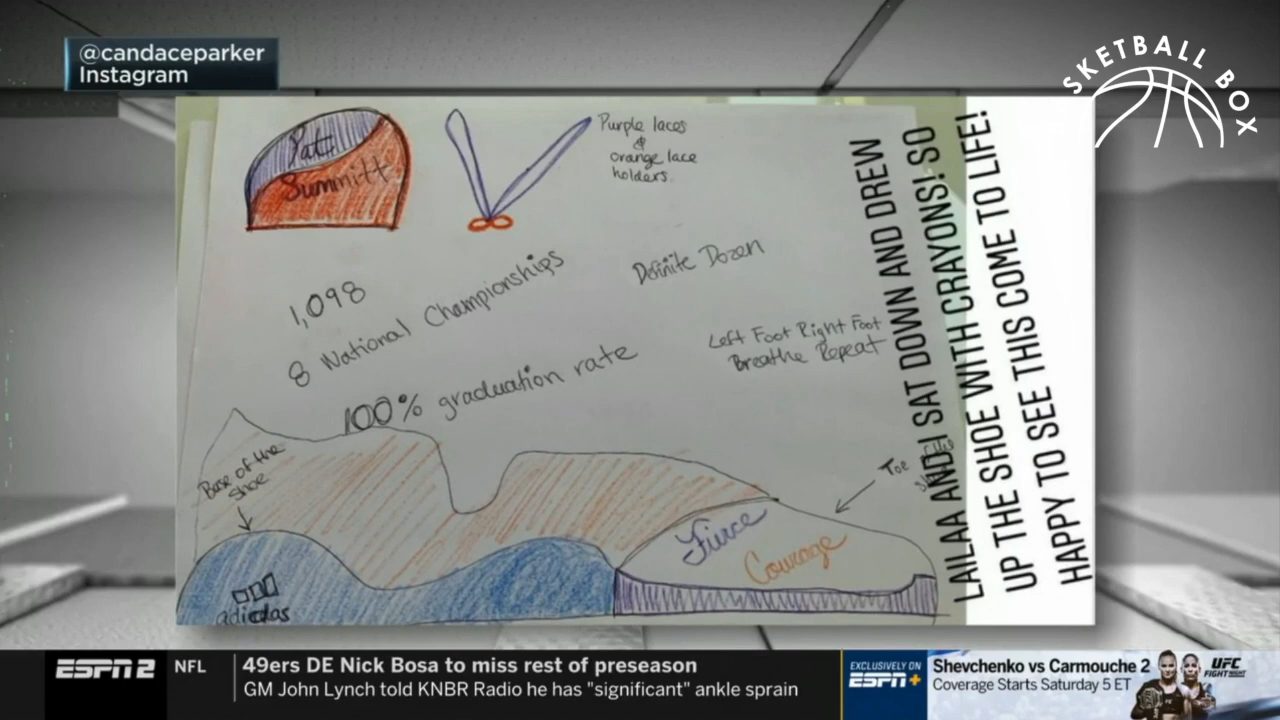 @candaceparker
Instagram
SKETBALL BOX
Pat
Summitt
Purple laces
&
orange lace
holders.
1,098
8 National Championships
100% graduation rate
Definite Dozen
Left Foot Right Foot
Breathe Repeat
Base of the
shoe
adidas
Toe
Fierce
Courage
LAILAA AND I SAT DOWN AND DREW
UP THE SHOE WITH CRAYONS! SO
HAPPY TO SEE THIS COME TO LIFE!
ESPN 2
NFL
49ers DE Nick Bosa to miss rest of preseason
GM John Lynch told KNBR Radio he has "significant" ankle sprain
EXCLUSIVELY ON
ESPN+
Shevchenko vs Carmouche 2
Coverage Starts Saturday 5 ET
UFC
FIGHT NIGHT